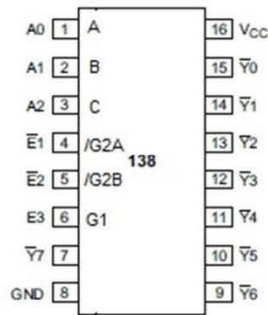 A0 1 A 16 VCC
A1 2 B 15 Y̅0
A2 3 C 14 Y̅1
E̅1 4 /G2A 13 Y̅2
138
E̅2 5 /G2B 12 Y̅3
E3 6 G1 11 Y̅4
Y̅7 7 10 Y̅5
GND 8 9 Y̅6